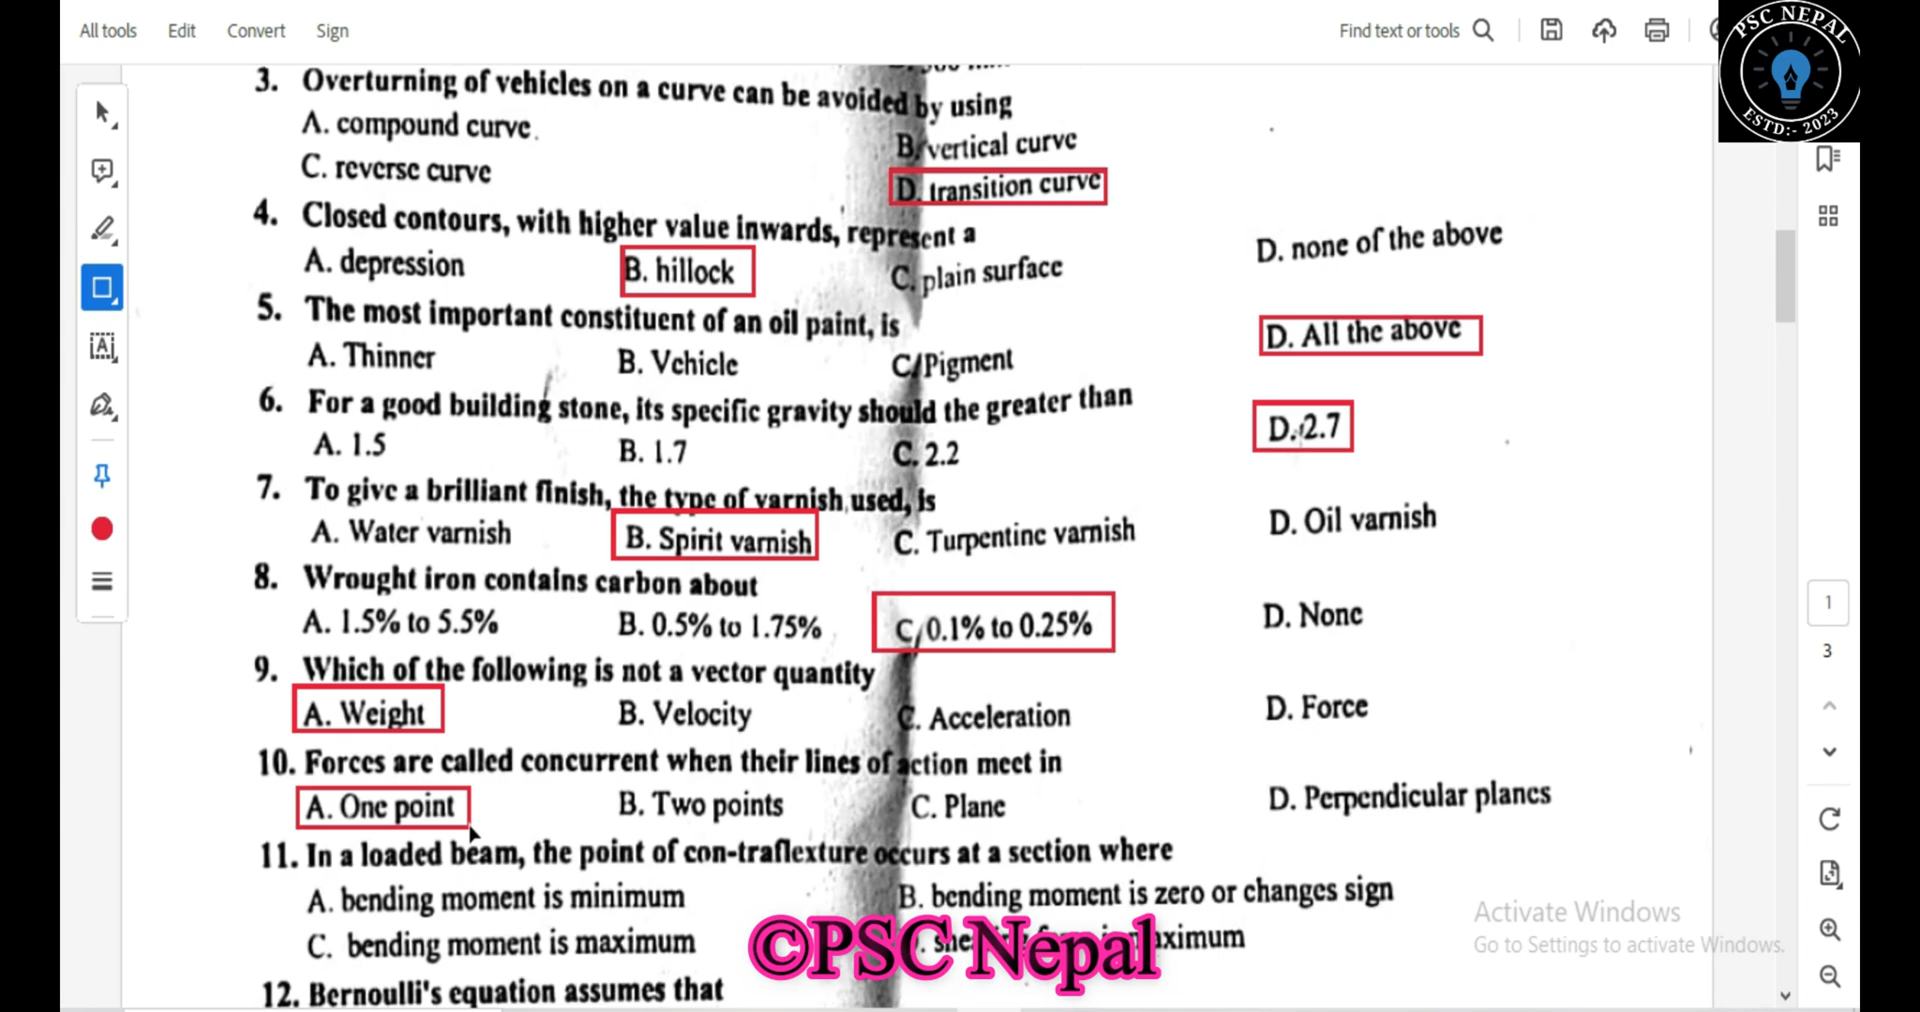 All tools Edit Convert Sign Find text or tools
PSC NEPAL
ESTD:- 2023
3. Overturning of vehicles on a curve can be avoided by using
A. compound curve
B. vertical curve
C. reverse curve
D. transition curve
4. Closed contours, with higher value inwards, represent a
A. depression B. hillock C. plain surface D. none of the above
5. The most important constituent of an oil paint, is
A. Thinner B. Vehicle C. Pigment D. All the above
6. For a good building stone, its specific gravity should the greater than
A. 1.5 B. 1.7 C. 2.2 D. 2.7
7. To give a brilliant finish, the type of varnish used, is
A. Water varnish B. Spirit varnish C. Turpentine varnish D. Oil varnish
8. Wrought iron contains carbon about
A. 1.5% to 5.5% B. 0.5% to 1.75% C. 0.1% to 0.25% D. None
9. Which of the following is not a vector quantity
A. Weight B. Velocity C. Acceleration D. Force
10. Forces are called concurrent when their lines of action meet in
A. One point B. Two points C. Plane D. Perpendicular planes
11. In a loaded beam, the point of con-traflexture occurs at a section where
A. bending moment is minimum B. bending moment is zero or changes sign
C. bending moment is maximum
©PSC Nepal
12. Bernoulli's equation assumes that
Activate Windows
Go to Settings to activate Windows.
1
3